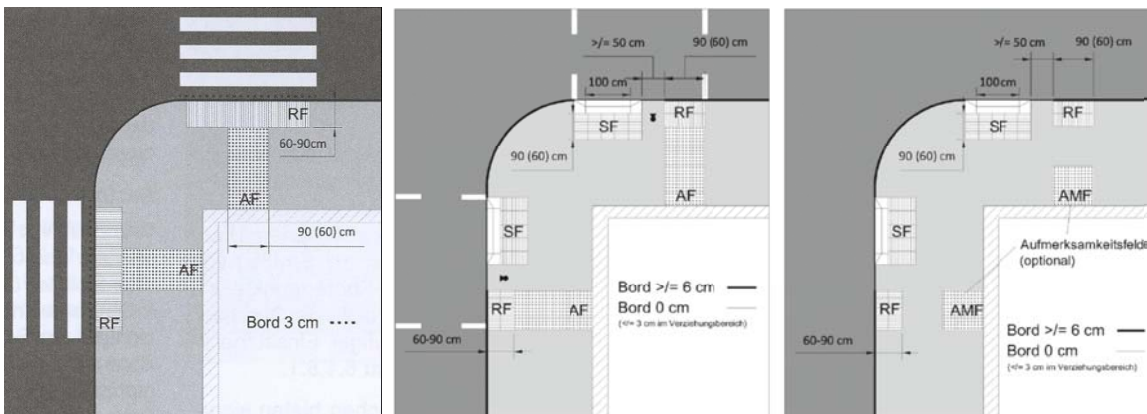 RF
60-90cm
AF
90 (60) cm
AF
RF
Bord 3 cm
>/= 50 cm
90 (60) cm
100 cm
RF
SF
90 (60) cm
AF
SF
RF
AF
60-90 cm
Bord >/= 6 cm
Bord 0 cm
(</= 3 cm im Verziehungsbereich)
>/= 50 cm
90 (60) cm
100cm
RF
SF
90 (60) cm
AMF
SF
Aufmerksamkeitsfelde
(optional)
RF
AMF
60-90 cm
Bord >/= 6 cm
Bord 0 cm
(</= 3 cm im Verziehungsbereich)